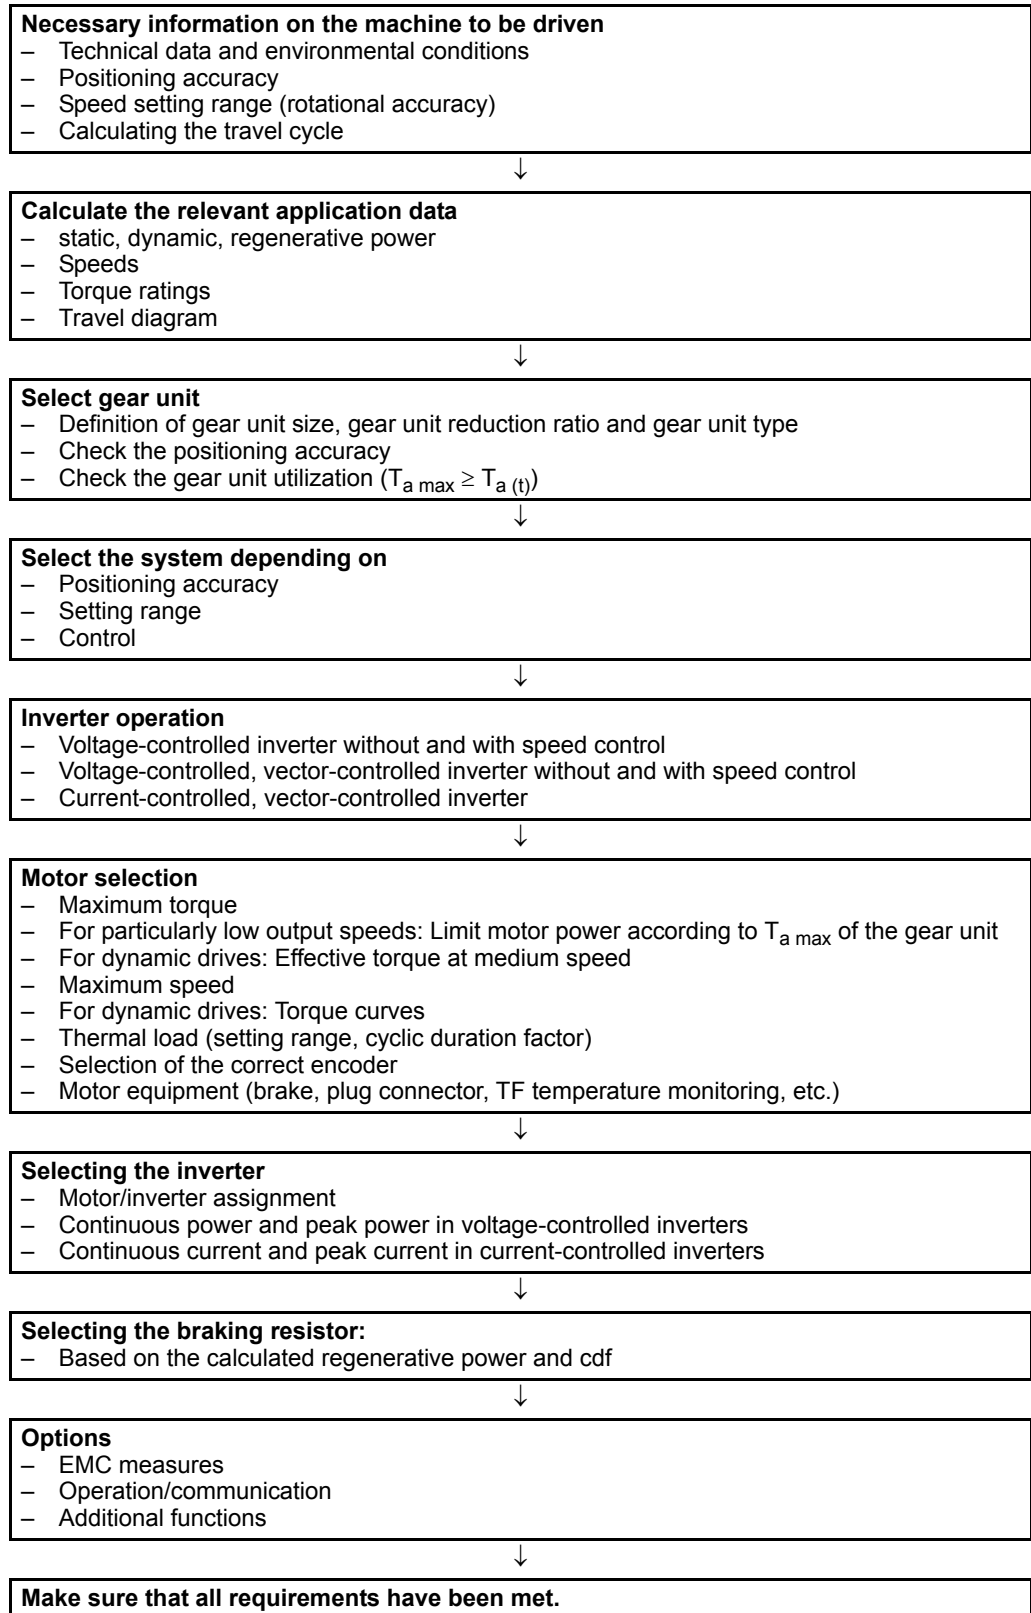 Necessary information on the machine to be driven
– Technical data and environmental conditions
– Positioning accuracy
– Speed setting range (rotational accuracy)
– Calculating the travel cycle
↓
Calculate the relevant application data
– static, dynamic, regenerative power
– Speeds
– Torque ratings
– Travel diagram
↓
Select gear unit
– Definition of gear unit size, gear unit reduction ratio and gear unit type
– Check the positioning accuracy
– Check the gear unit utilization (Ta max ≥ Ta (t))
↓
Select the system depending on
– Positioning accuracy
– Setting range
– Control
↓
Inverter operation
– Voltage-controlled inverter without and with speed control
– Voltage-controlled, vector-controlled inverter without and with speed control
– Current-controlled, vector-controlled inverter
↓
Motor selection
– Maximum torque
– For particularly low output speeds: Limit motor power according to Ta max of the gear unit
– For dynamic drives: Effective torque at medium speed
– Maximum speed
– For dynamic drives: Torque curves
– Thermal load (setting range, cyclic duration factor)
– Selection of the correct encoder
– Motor equipment (brake, plug connector, TF temperature monitoring, etc.)
↓
Selecting the inverter
– Motor/inverter assignment
– Continuous power and peak power in voltage-controlled inverters
– Continuous current and peak current in current-controlled inverters
↓
Selecting the braking resistor:
– Based on the calculated regenerative power and cdf
↓
Options
– EMC measures
– Operation/communication
– Additional functions
↓
Make sure that all requirements have been met.